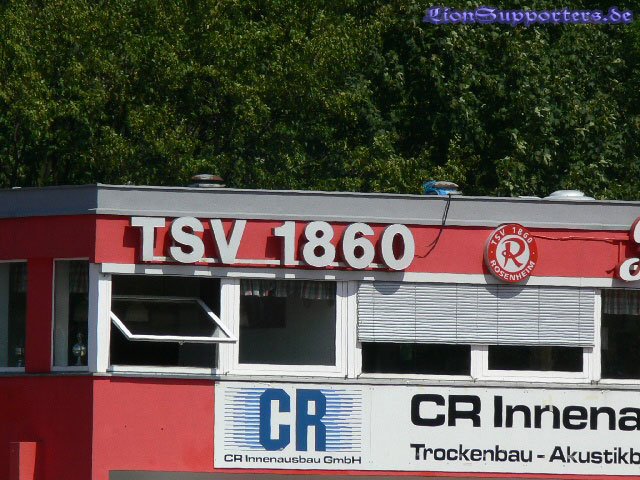 LionSupporters.de
TSV 1860
TSV 1860
R
ROSENHEIM
CR
CR Innenausbau GmbH
CR Innena
Trockenbau - Akustikb